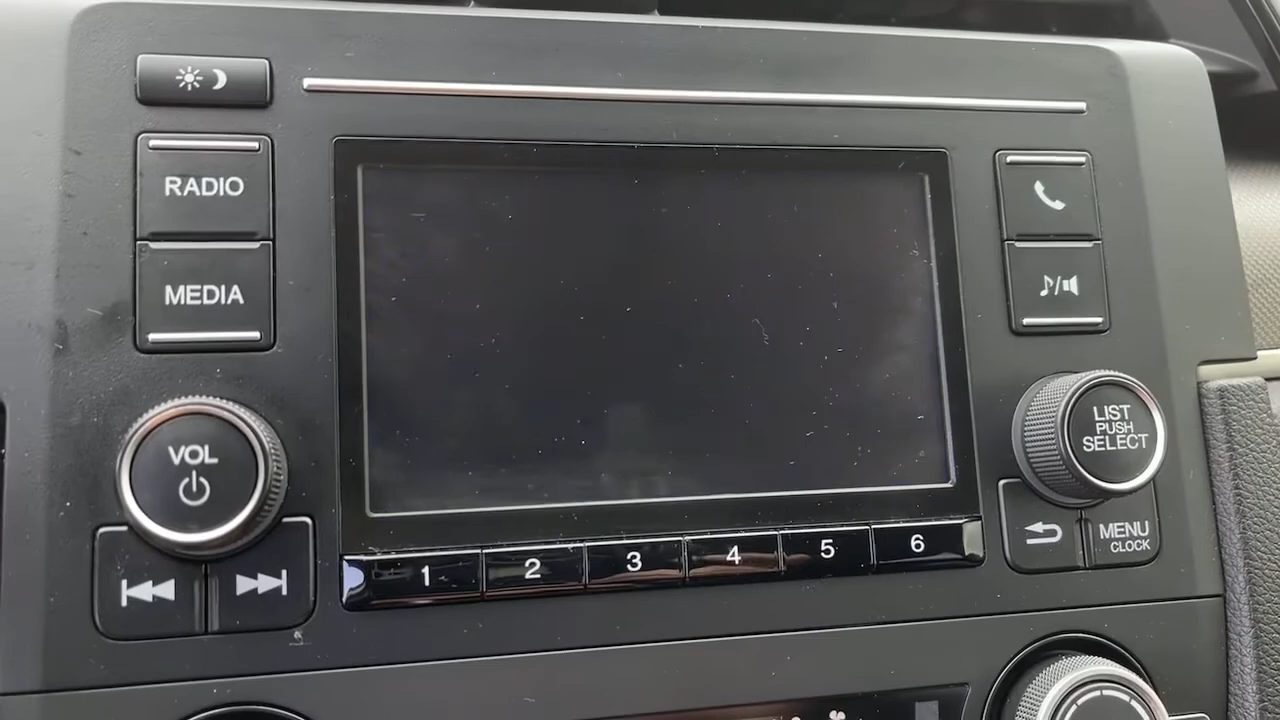 RADIO
MEDIA
VOL
1
2
3
4
5
6
LIST
PUSH
SELECT
MENU
CLOCK